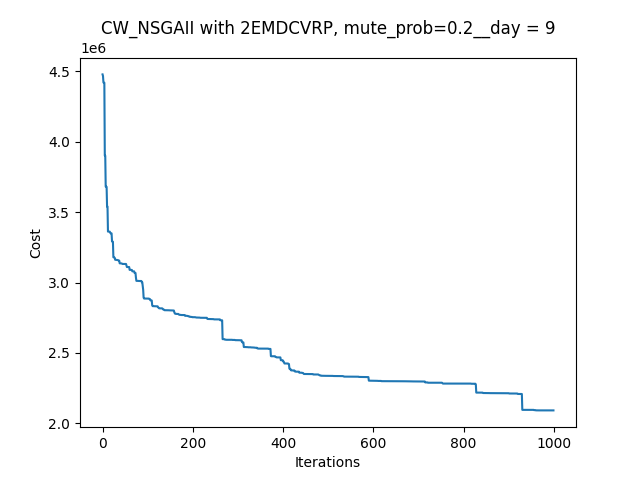 CW_NSGAII with 2EMDCVRP, mute_prob=0.2__day = 9
1e6
4.5
4.0
3.5
3.0
2.5
2.0
Cost
0 200 400 600 800 1000
Iterations